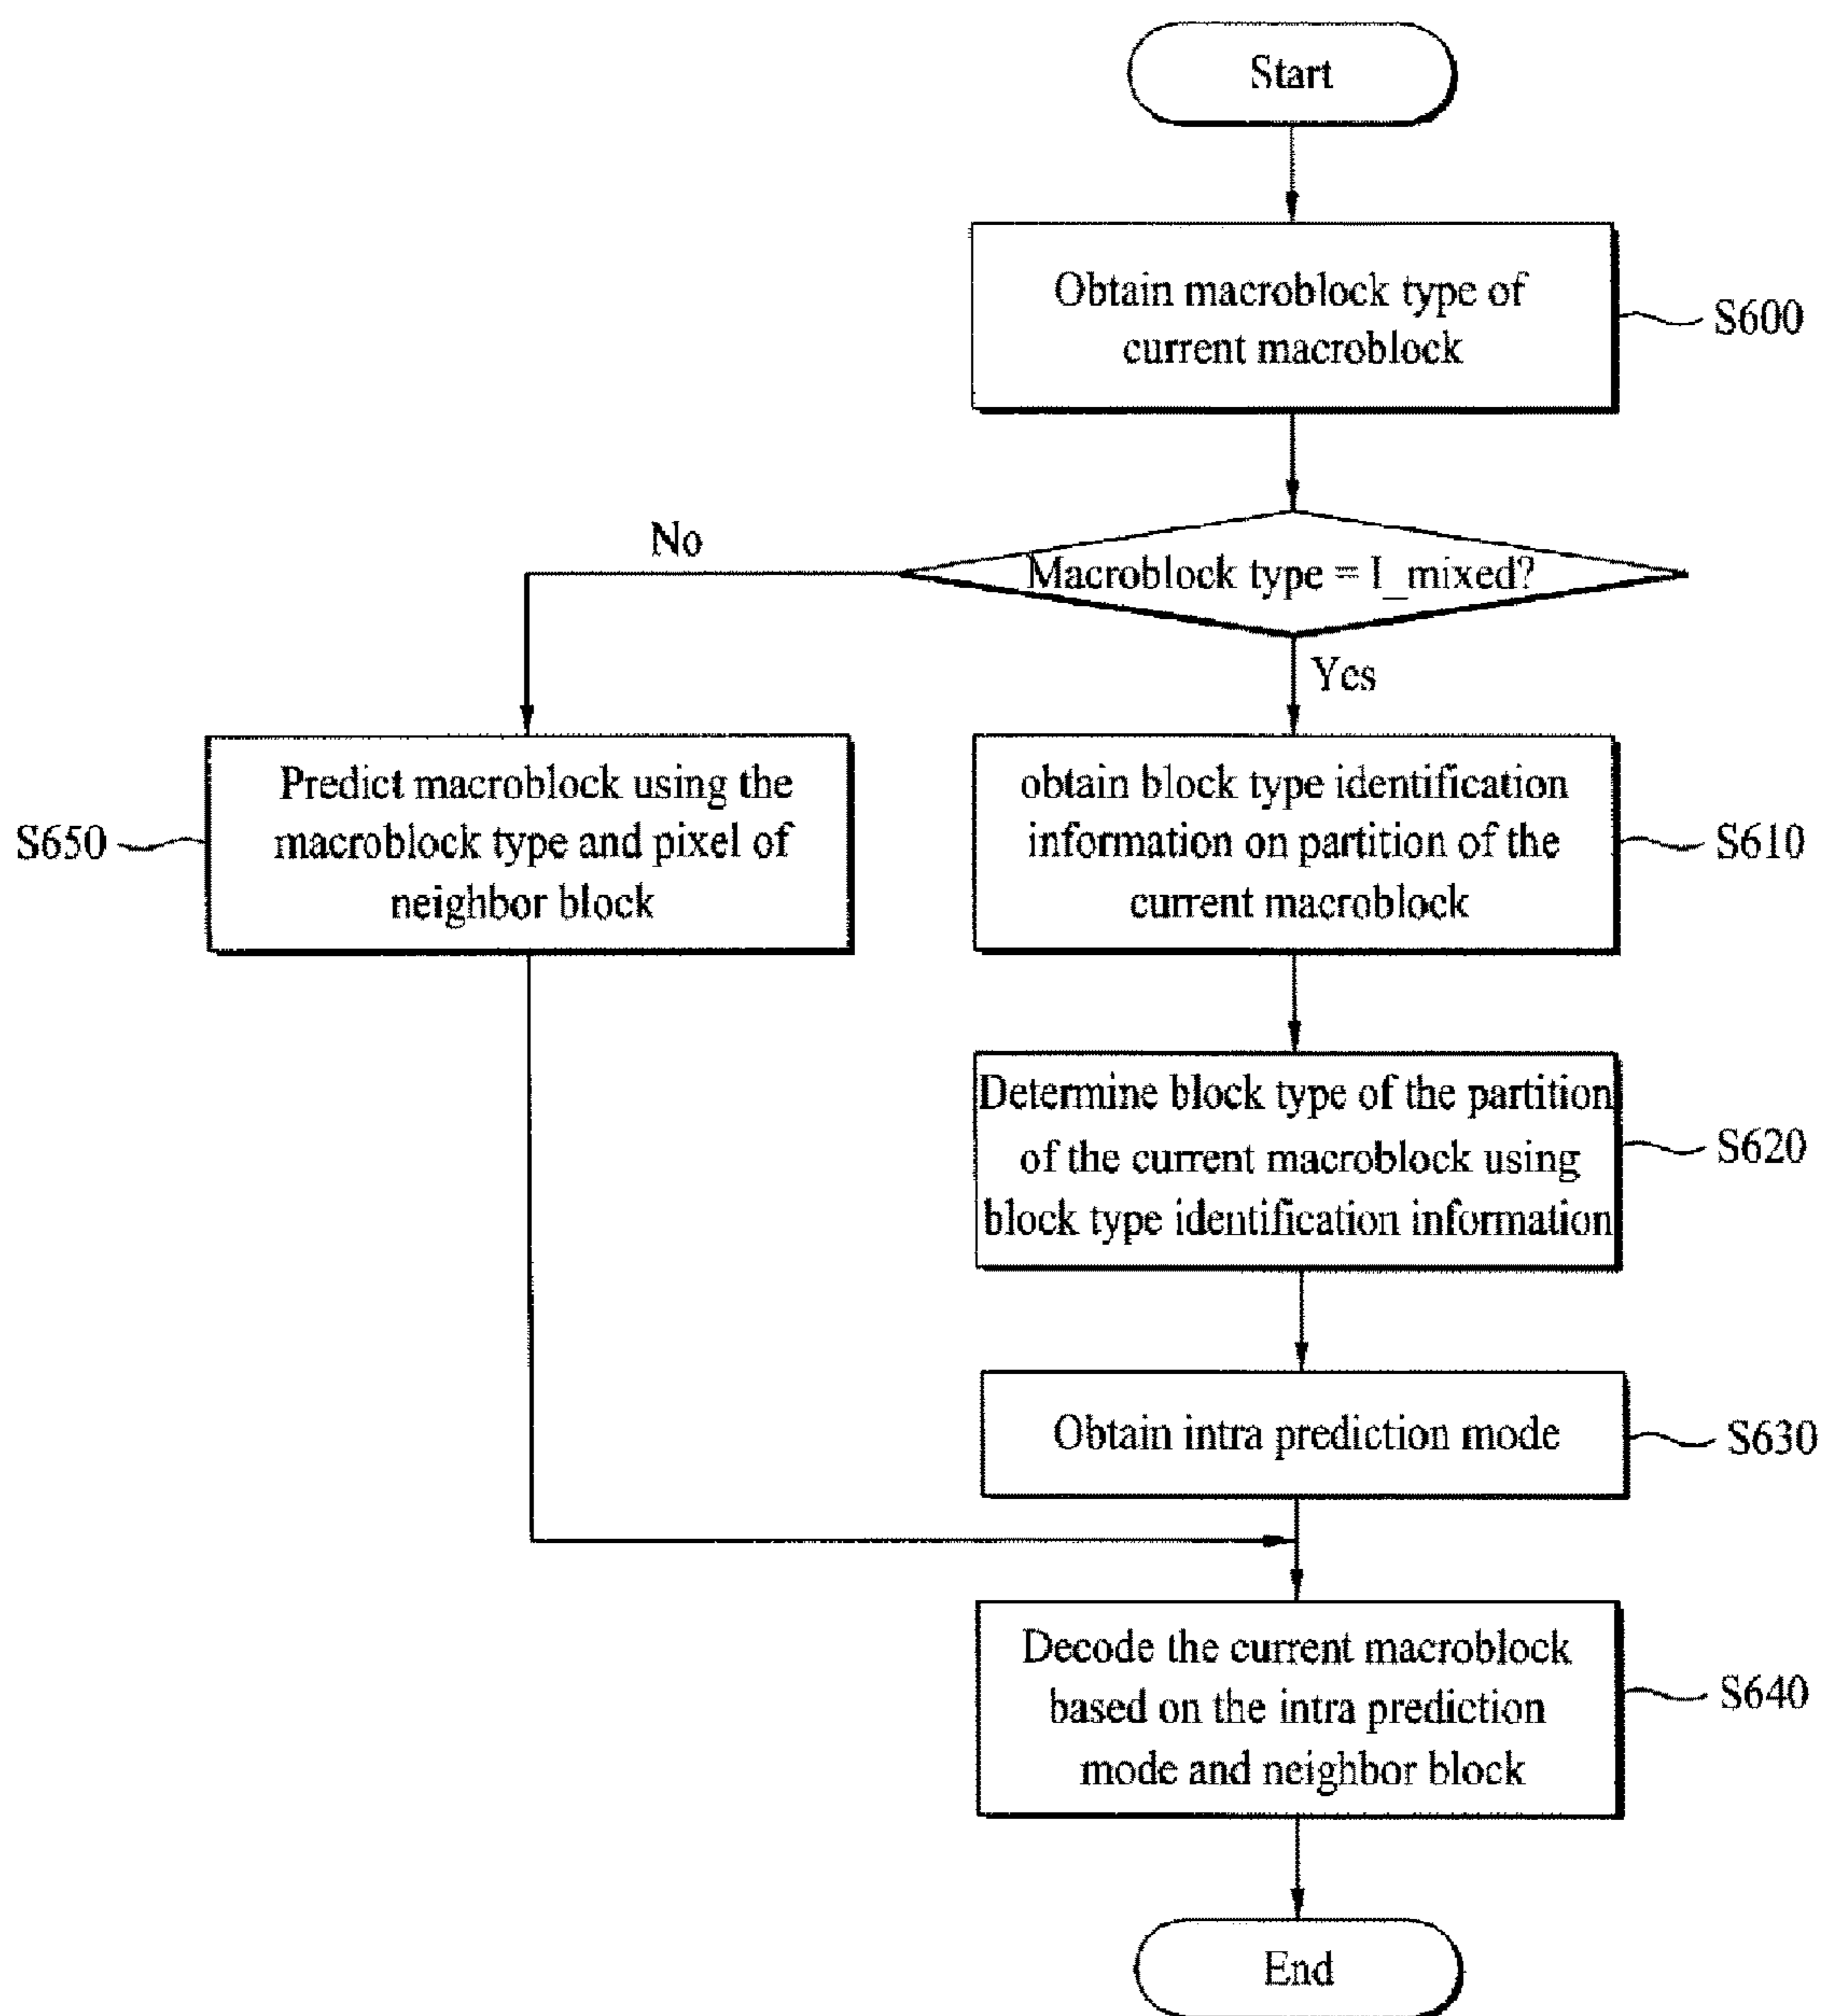 Start
Obtain macroblock type of
current macroblock
S600
Macroblock type = I_mixed?
No
Yes
Predict macroblock using the
macroblock type and pixel of
neighbor block
S650
obtain block type identification
information on partition of the
current macroblock
S610
Determine block type of the partition
of the current macroblock using
block type identification information
S620
Obtain intra prediction mode
S630
Decode the current macroblock
based on the intra prediction
mode and neighbor block
S640
End